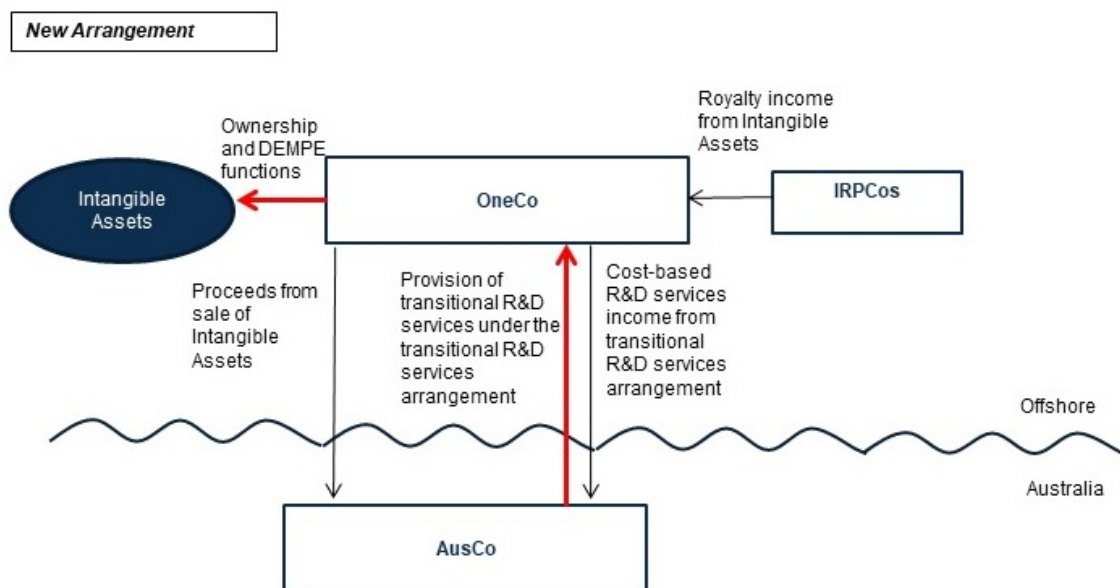 New Arrangement
Royalty income
from Intangible
Assets
Ownership
and DEMPE
functions
Intangible
Assets
OneCo
IRPCos
Proceeds from
sale of
Intangible
Assets
Provision of
transitional R&D
services under the
transitional R&D
services
arrangement
Cost-based
R&D services
income from
transitional
R&D services
arrangement
Offshore
Australia
AusCo